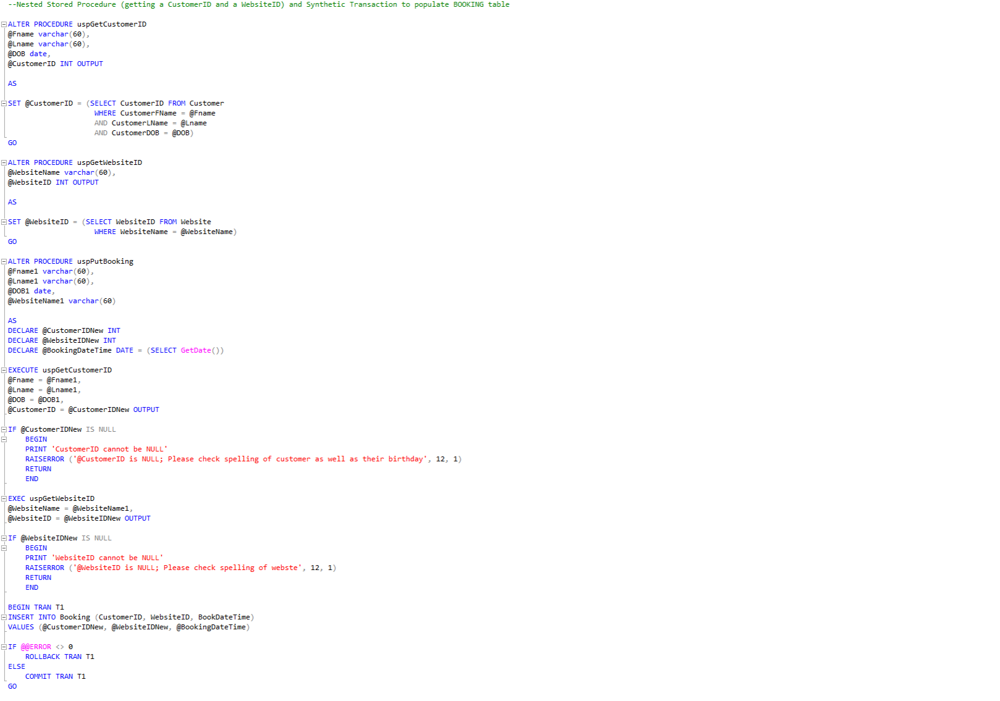 --Nested Stored Procedure (getting a CustomerID and a WebsiteID) and Synthetic Transaction to populate BOOKING table
ALTER PROCEDURE uspGetCustomerID
@Fname varchar(60),
@Lname varchar(60),
@DOB date,
@CustomerID INT OUTPUT
AS
SET @CustomerID = (SELECT CustomerID FROM Customer
WHERE CustomerFName = @Fname
AND CustomerLName = @Lname
AND CustomerDOB = @DOB)
GO
ALTER PROCEDURE uspGetWebsiteID
@WebsiteName varchar(60),
@WebsiteID INT OUTPUT
AS
SET @WebsiteID = (SELECT WebsiteID FROM Website
WHERE WebsiteName = @WebsiteName)
GO
ALTER PROCEDURE uspPutBooking
@Fname1 varchar(60),
@Lname1 varchar(60),
@DOB1 date,
@WebsiteName1 varchar(60)
AS
DECLARE @CustomerIDNew INT
DECLARE @WebsiteIDNew INT
DECLARE @BookingDateTime DATE = (SELECT GetDate())
EXECUTE uspGetCustomerID
@Fname = @Fname1,
@Lname = @Lname1,
@DOB = @DOB1,
@CustomerID = @CustomerIDNew OUTPUT
IF @CustomerIDNew IS NULL
BEGIN
PRINT 'CustomerID cannot be NULL'
RAISERROR ('@CustomerID is NULL; Please check spelling of customer as well as their birthday', 12, 1)
RETURN
END
EXEC uspGetWebsiteID
@WebsiteName = @WebsiteName1,
@WebsiteID = @WebsiteIDNew OUTPUT
IF @WebsiteIDNew IS NULL
BEGIN
PRINT 'WebsiteID cannot be NULL'
RAISERROR ('@WebsiteID is NULL; Please check spelling of webste', 12, 1)
RETURN
END
BEGIN TRAN T1
INSERT INTO Booking (CustomerID, WebsiteID, BookDateTime)
VALUES (@CustomerIDNew, @WebsiteIDNew, @BookingDateTime)
IF @@ERROR <> 0
ROLLBACK TRAN T1
ELSE
COMMIT TRAN T1
GO